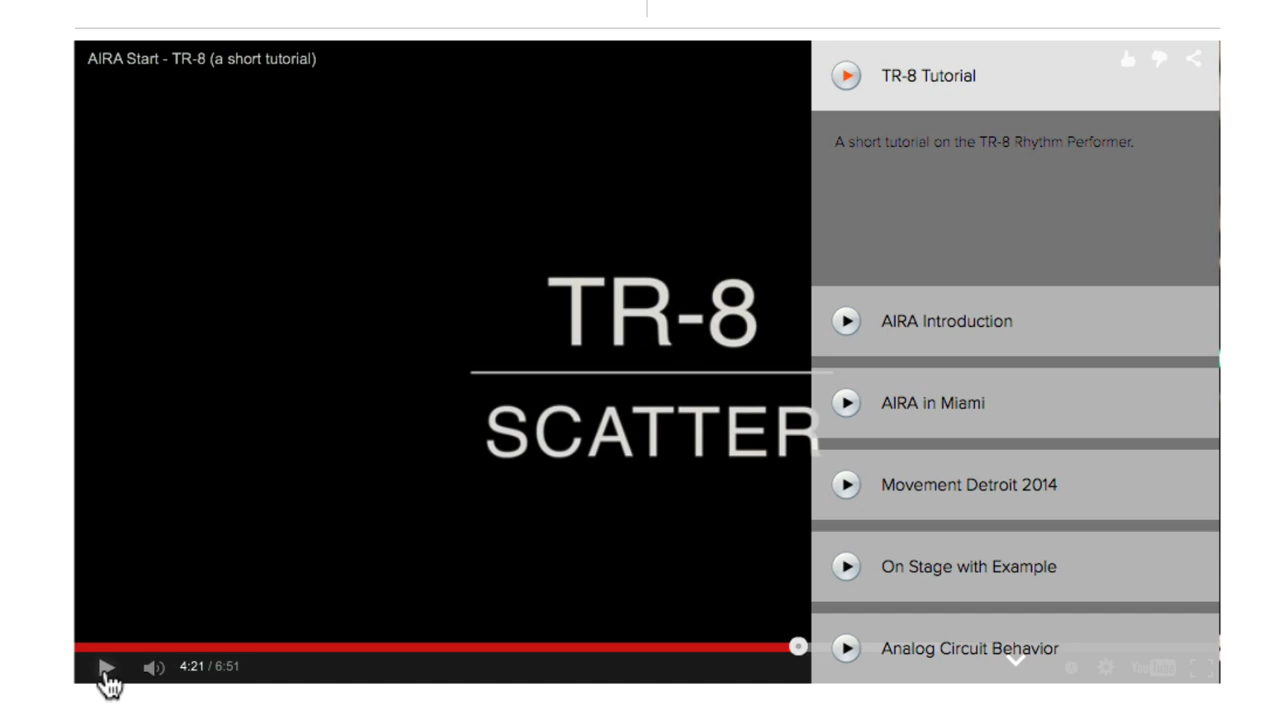 AIRA Start - TR-8 (a short tutorial)
TR-8
SCATTER
4:21 / 6:51
TR-8 Tutorial
A short tutorial on the TR-8 Rhythm Performer.
AIRA Introduction
AIRA in Miami
Movement Detroit 2014
On Stage with Example
Analog Circuit Behavior
YouTube